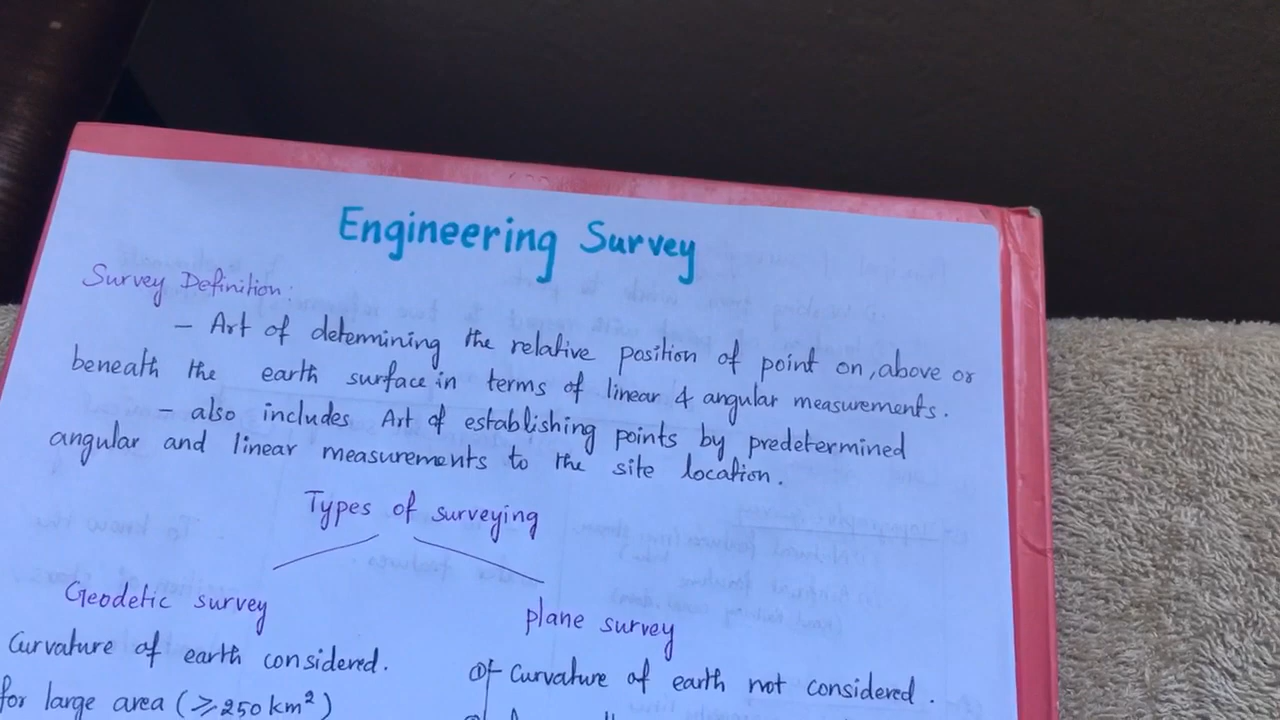 Engineering Survey
Survey Definition:
- Art of determining the relative position of point on, above or
beneath the earth surface in terms of linear & angular measurements.
- also includes Art of establishing points by predetermined
angular and linear measurements to the site location.
Types of surveying
Geodetic survey
plane survey
Curvature of earth considered.
① Curvature of earth not considered.
for large area (≥250 km²)